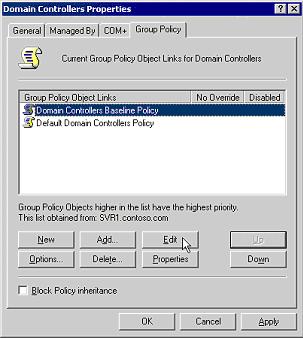 Domain Controllers Properties
General Managed By COM+ Group Policy
Current Group Policy Object Links for Domain Controllers
Group Policy Object Links No Override Disabled
Domain Controllers Baseline Policy
Default Domain Controllers Policy
Group Policy Objects higher in the list have the highest priority.
This list obtained from: SVR1.contoso.com
New Add... Edit Up
Options... Delete... Properties Down
Block Policy inheritance
OK Cancel Apply